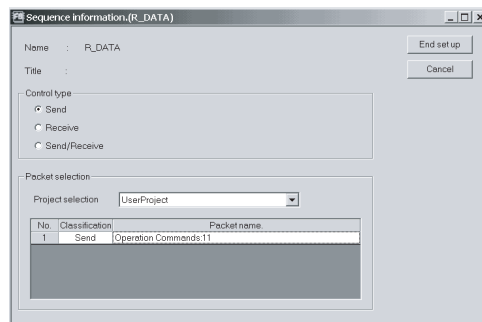 Sequence information.(R_DATA)
Name : R_DATA
End set up
Title :
Cancel
Control type
Send
Receive
Send/Receive
Packet selection
Project selection UserProject
No. Classification Packet name.
1 Send Operation Commands:11